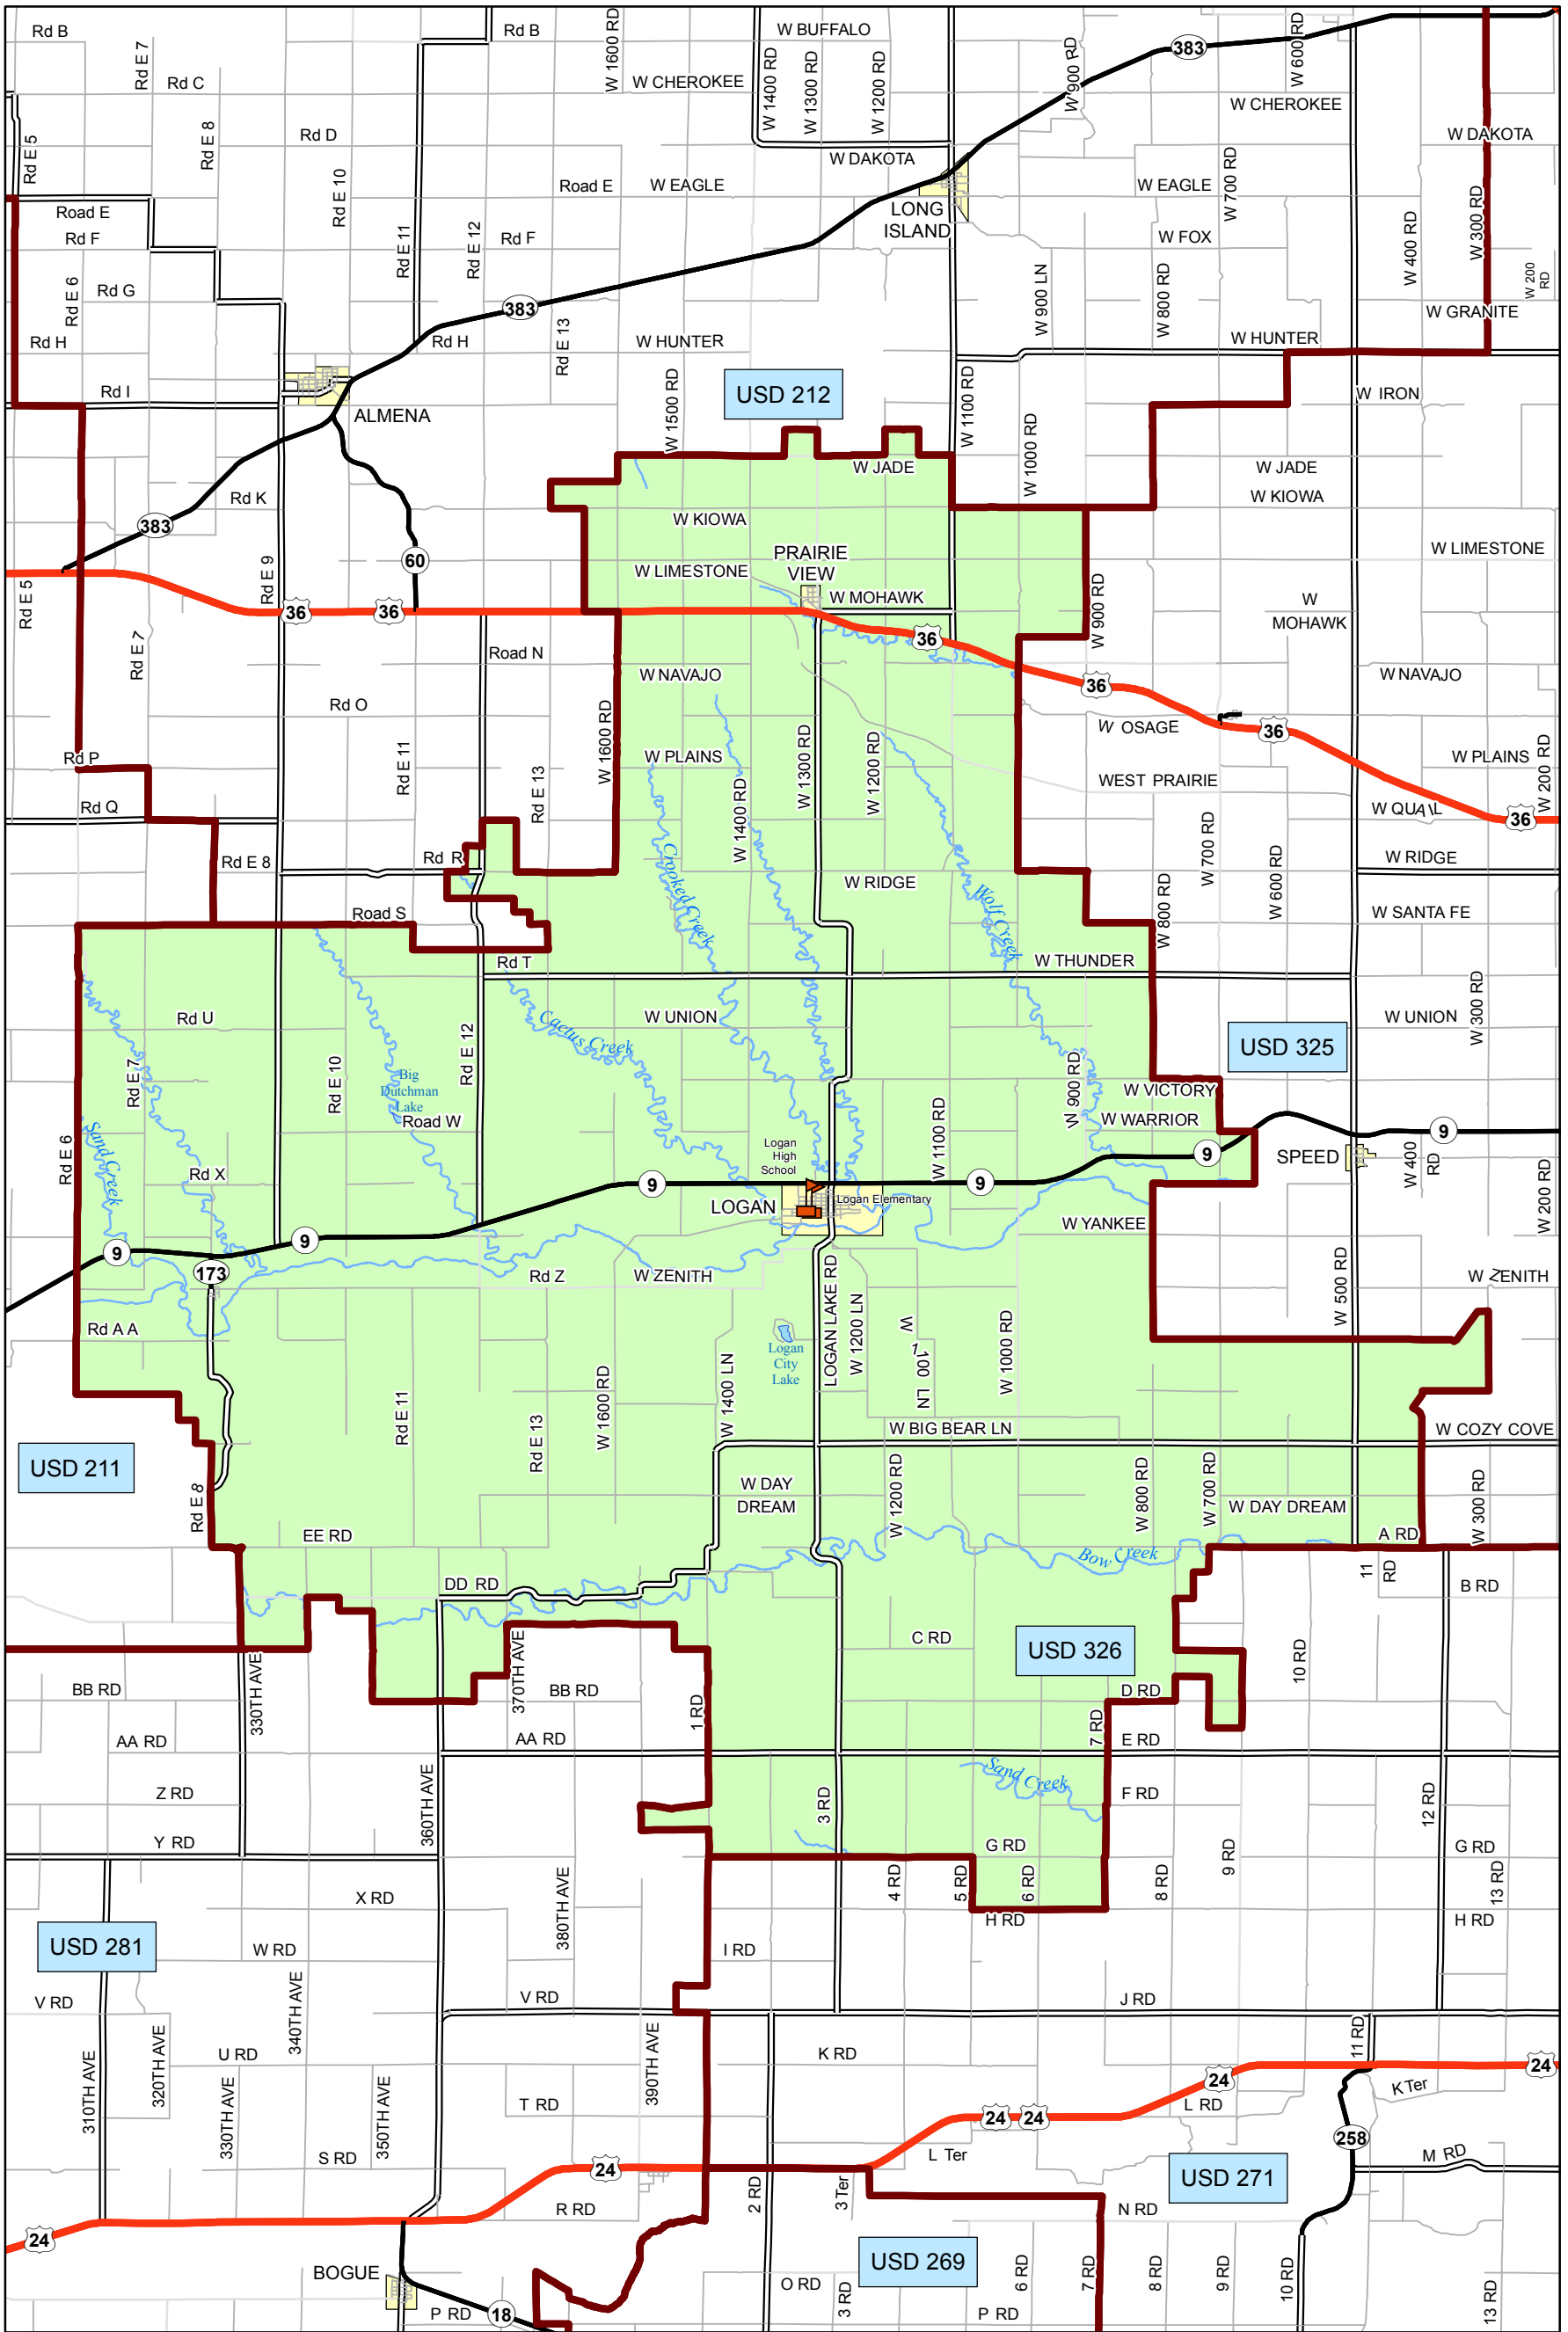 Rd B
Rd B
W BUFFALO
W 1600 RD
Rd E 7
Rd C
W CHEROKEE
W 1400 RD
W 1300 RD
W 1200 RD
W 900 RD
383
W 600 RD
W CHEROKEE
Rd E 5
Rd E 8
Rd D
W DAKOTA
W DAKOTA
Rd E 10
Road E
W EAGLE
W EAGLE
W 700 RD
LONG
ISLAND
Road E
Rd F
Rd E 11
Rd E 12
Rd F
W FOX
W 400 RD
W 300 RD
Rd E 6
Rd G
383
W 900 LN
W 800 RD
W 200
RD
W GRANITE
Rd H
Rd H
Rd E 13
W HUNTER
W HUNTER
Rd I
ALMENA
W 1500 RD
USD 212
W 1100 RD
W IRON
W 1000 RD
W JADE
W JADE
Rd K
383
W KIOWA
W KIOWA
60
PRAIRIE
VIEW
W LIMESTONE
W LIMESTONE
Rd E 5
Rd E 9
36
36
W MOHAWK
W 900 RD
W
MOHAWK
36
Rd E 7
Road N
W NAVAJO
W NAVAJO
36
Rd O
W 1600 RD
W OSAGE
36
Rd P
Rd E 11
Rd E 13
W PLAINS
W 1300 RD
W 1200 RD
W PLAINS
WEST PRAIRIE
W 200 RD
Rd Q
W 1400 RD
W QUAIL
36
Rd E 8
Rd R
Crooked Creek
W RIDGE
W 700 RD
W 600 RD
W RIDGE
Wolf Creek
Road S
W 800 RD
W SANTA FE
Rd T
W THUNDER
Rd U
Cactus Creek
W UNION
W UNION
W 300 RD
USD 325
Rd E 7
Rd E 10
Big
Dutchman
Lake
Rd E 12
W 900 RD
W VICTORY
Road W
W WARRIOR
Sand Creek
Rd E 6
Logan
High
School
W 1100 RD
9
9
SPEED
W 400
RD
Rd X
9
LOGAN
Logan Elementary
9
W 200 RD
W YANKEE
9
9
173
Rd Z
W ZENITH
LOGAN LAKE RD
W 1200 LN
W 500 RD
W ZENITH
Rd A A
Logan
City
Lake
W 1100 LN
W 1000 RD
Rd E 11
Rd E 13
W 1600 RD
W 1400 LN
W BIG BEAR LN
W COZY COVE
USD 211
Rd E 8
W DAY
DREAM
W 1200 RD
W 800 RD
W 700 RD
W DAY DREAM
W 300 RD
EE RD
A RD
Bow Creek
DD RD
11
RD
B RD
C RD
USD 326
10 RD
BB RD
330TH AVE
370TH AVE
BB RD
1 RD
D RD
7 RD
AA RD
AA RD
E RD
Sand Creek
Z RD
360TH AVE
3 RD
F RD
12 RD
Y RD
G RD
G RD
380TH AVE
4 RD
5 RD
6 RD
8 RD
9 RD
13 RD
X RD
H RD
H RD
USD 281
W RD
I RD
V RD
340TH AVE
V RD
J RD
310TH AVE
320TH AVE
U RD
390TH AVE
K RD
11 RD
24
24
330TH AVE
350TH AVE
T RD
24
24
L RD
K Ter
258
S RD
24
L Ter
M RD
USD 271
R RD
2 RD
3 Ter
N RD
24
BOGUE
USD 269
O RD
3 RD
6 RD
7 RD
8 RD
9 RD
10 RD
13 RD
P RD
18
P RD